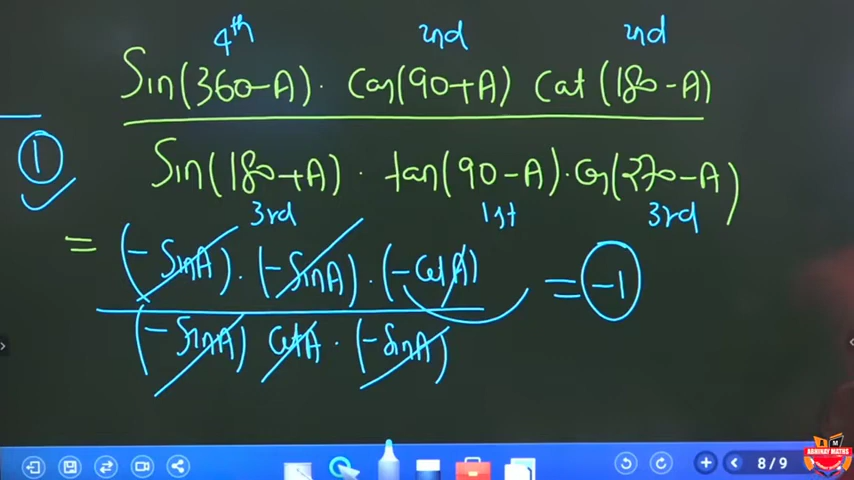 4th 2nd 2nd
Sin(360-A). Cos(90+A) Cot(180-A)
Sin(180+A). tan(90-A).Cos(270-A)
①
3rd 1st 3rd
= (-SinA).(-SinA).(-CotA) = -1
(-SinA) CotA.(-SinA)
8/9
A M
ABHINAY MATHS